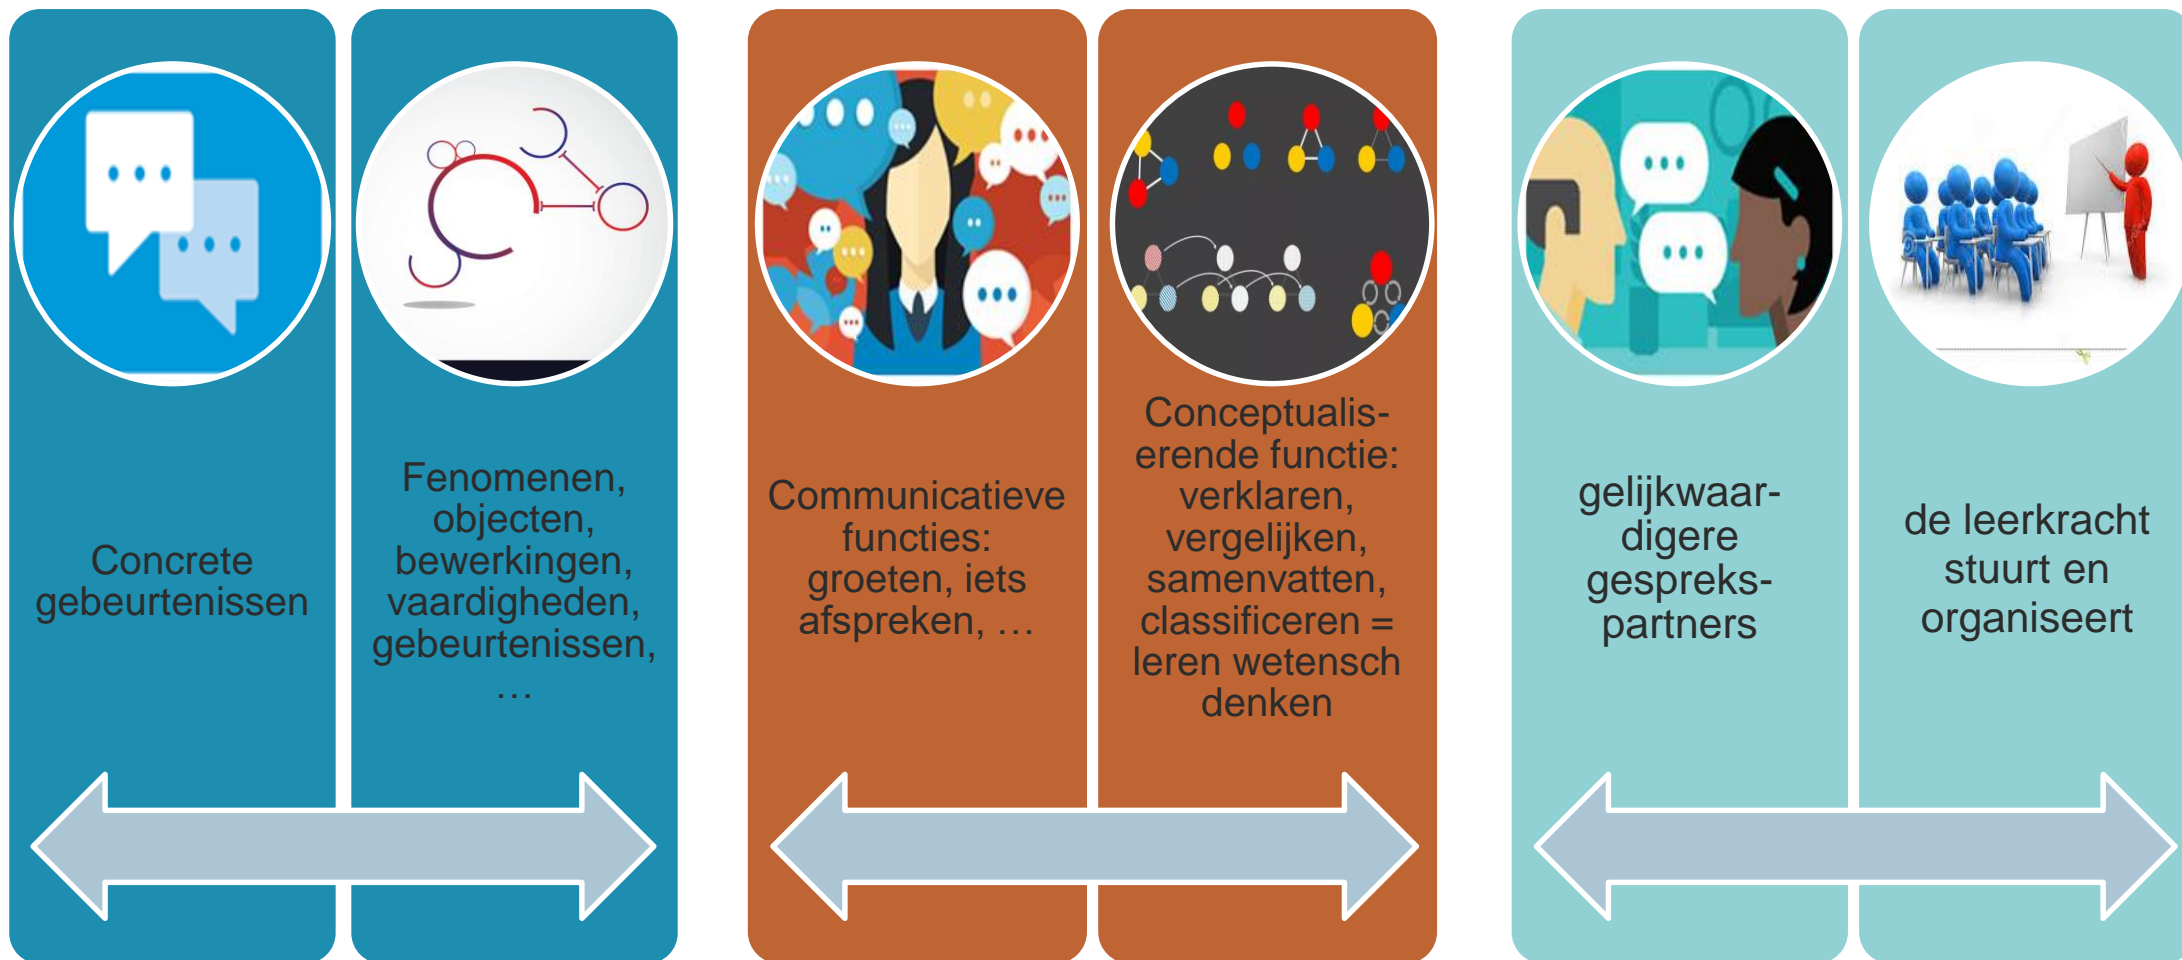 Concrete
gebeurtenissen
Fenomenen,
objecten,
bewerkingen,
vaardigheden,
gebeurtenissen,
…
Communicatieve
functies:
groeten, iets
afspreken, …
Conceptualis-
erende functie:
verklaren,
vergelijken,
samenvatten,
classificeren =
leren wetensch
denken
gelijkwaar-
digere
gespreks-
partners
de leerkracht
stuurt en
organiseert